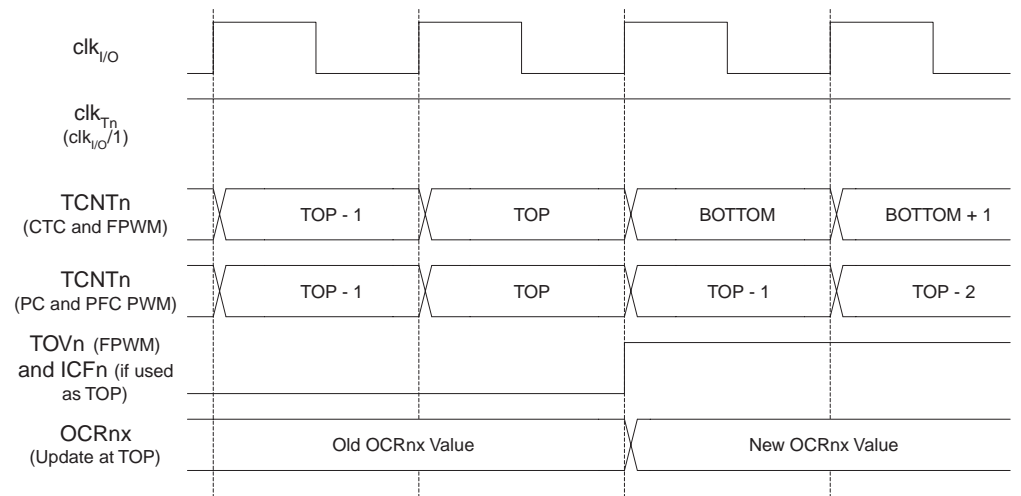 clkI/O
clkTn
(clkI/O/1)
TCNTn
(CTC and FPWM)
TOP - 1 TOP BOTTOM BOTTOM + 1
TCNTn
(PC and PFC PWM)
TOP - 1 TOP TOP - 1 TOP - 2
TOVn (FPWM)
and ICFn (if used
as TOP)
OCRnx
(Update at TOP)
Old OCRnx Value New OCRnx Value